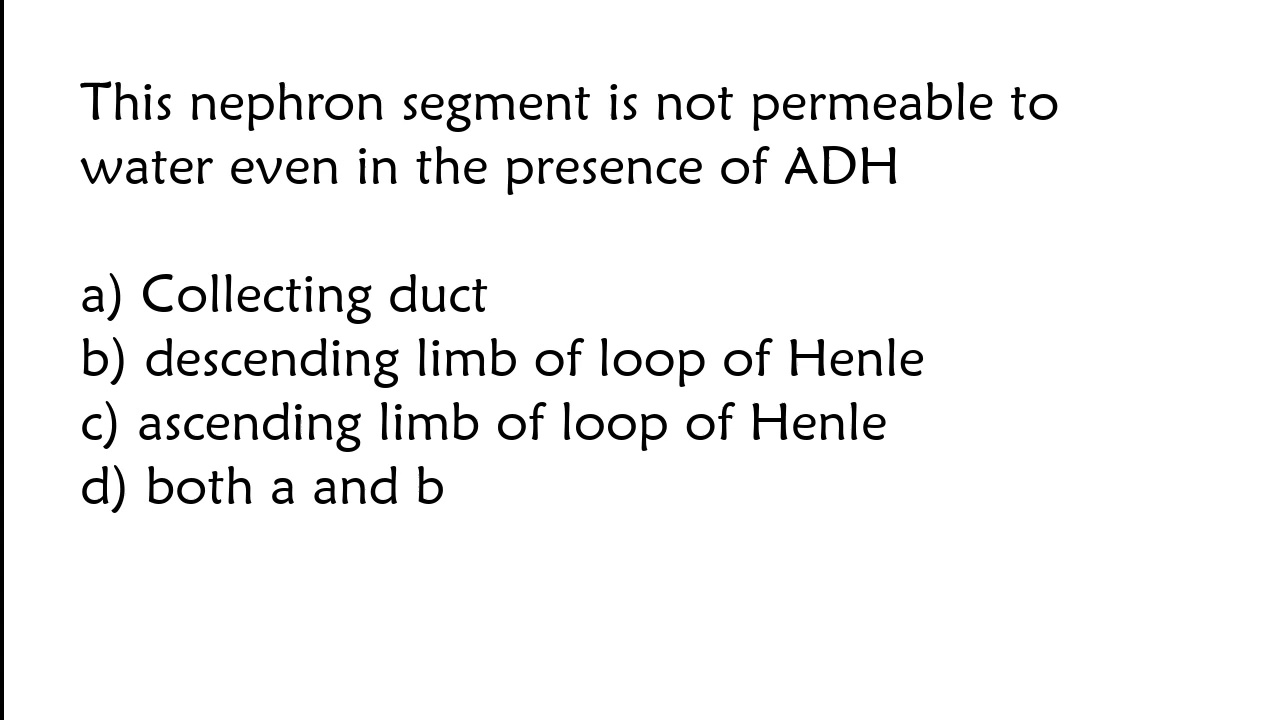 This nephron segment is not permeable to
water even in the presence of ADH
a) Collecting duct
b) descending limb of loop of Henle
c) ascending limb of loop of Henle
d) both a and b